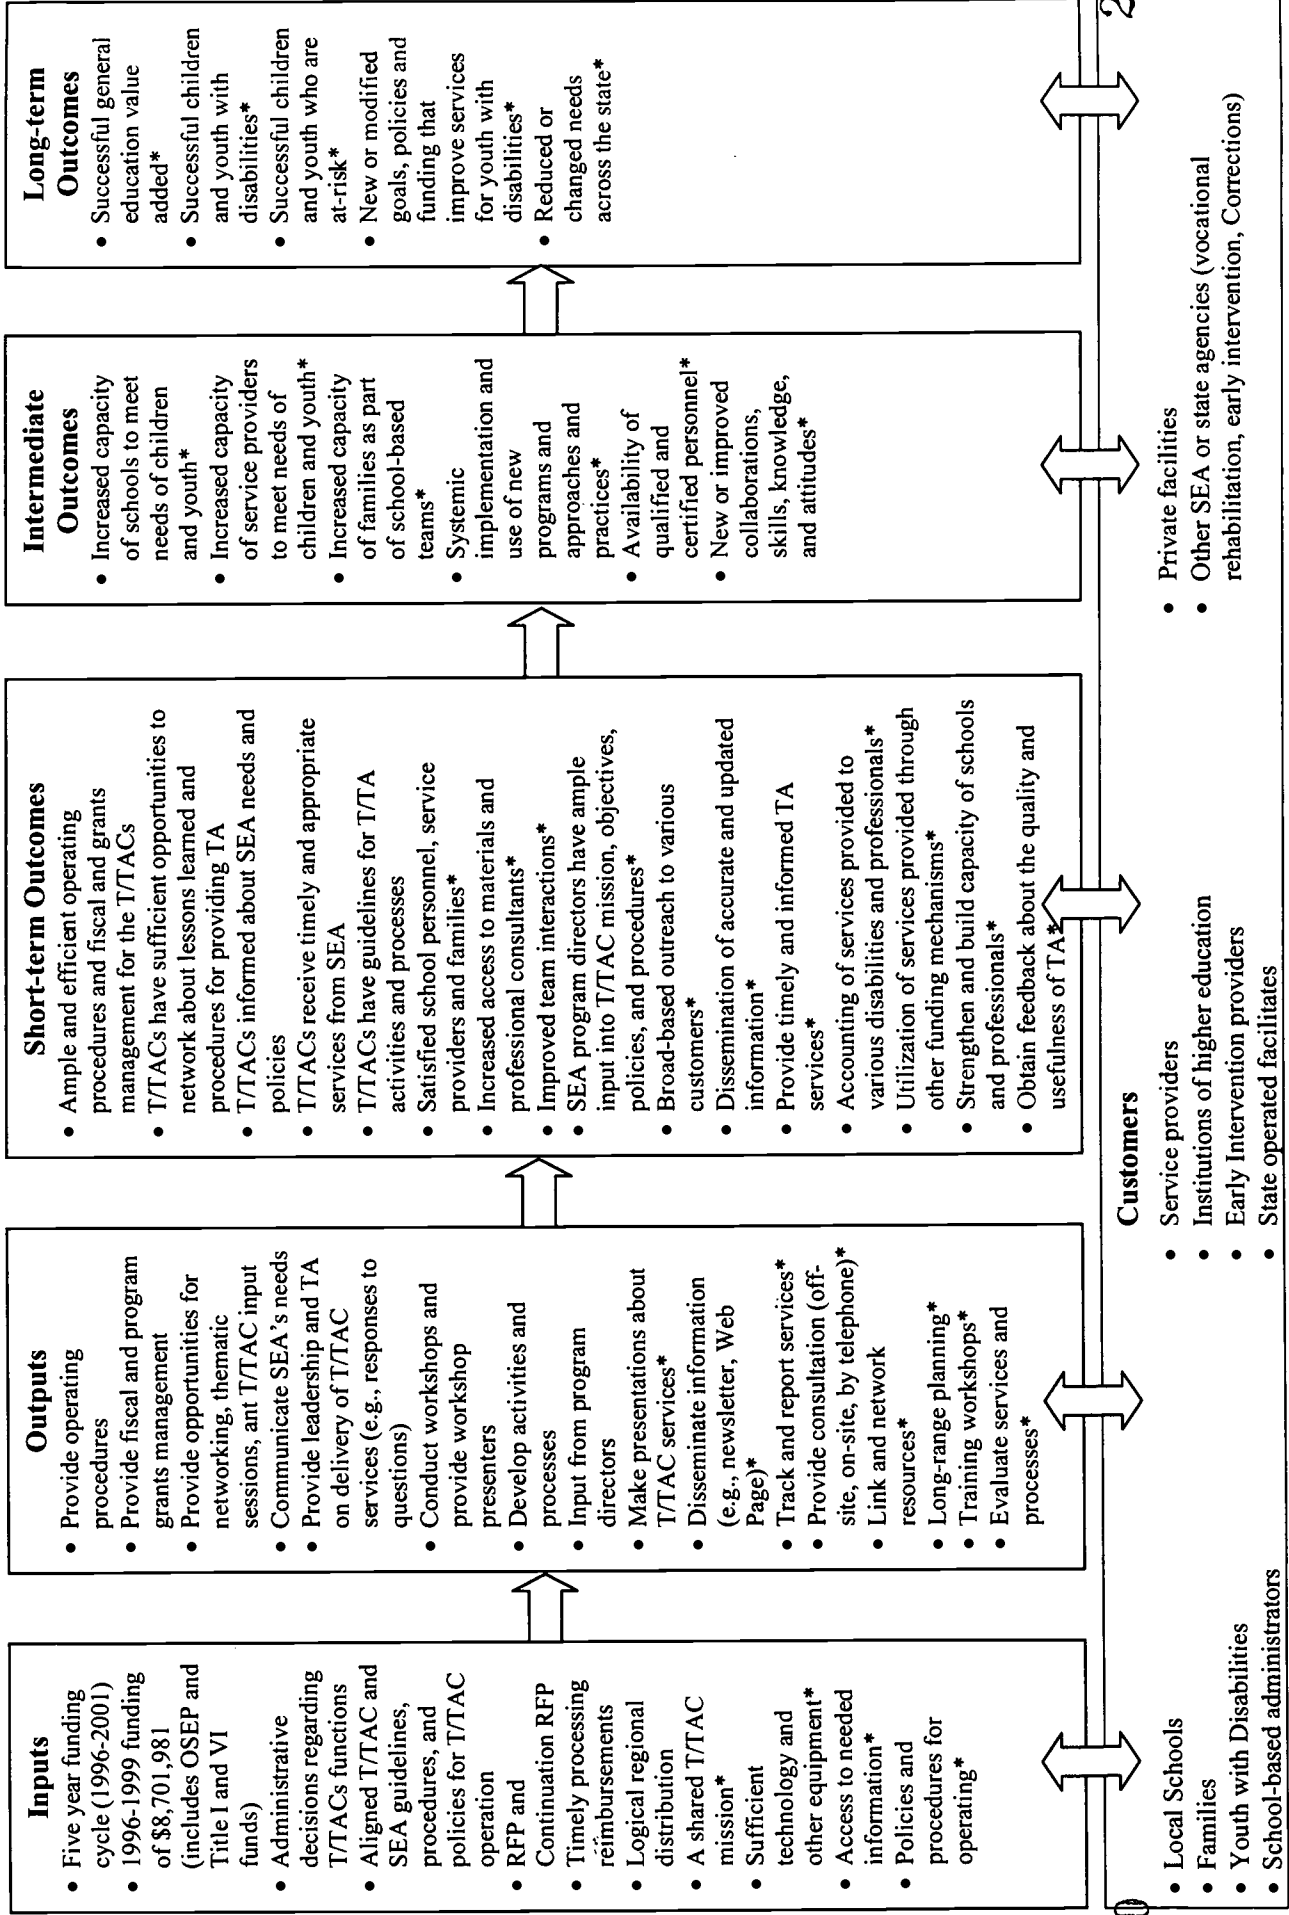 Inputs
• Five year funding
cycle (1996-2001)
• 1996-1999 funding
of $8,701,981
(includes OSEP and
Title I and VI
funds)
• Administrative
decisions regarding
T/TACs functions
• Aligned T/TAC and
SEA guidelines,
procedures, and
policies for T/TAC
operation
• RFP and
Continuation RFP
• Timely processing
reimbursements
• Logical regional
distribution
• A shared T/TAC
mission*
• Sufficient
technology and
other equipment*
• Access to needed
information*
• Policies and
procedures for
operating*
Outputs
• Provide operating
procedures
• Provide fiscal and program
grants management
• Provide opportunities for
networking, thematic
sessions, ant T/TAC input
• Communicate SEA's needs
• Provide leadership and TA
on delivery of T/TAC
services (e.g., responses to
questions)
• Conduct workshops and
provide workshop
presenters
• Develop activities and
processes
• Input from program
directors
• Make presentations about
T/TAC services*
• Disseminate information
(e.g., newsletter, Web
Page)*
• Track and report services*
• Provide consultation (off-
site, on-site, by telephone)*
• Link and network
resources*
• Long-range planning*
• Training workshops*
• Evaluate services and
processes*
Short-term Outcomes
• Ample and efficient operating
procedures and fiscal and grants
management for the T/TACs
• T/TACs have sufficient opportunities to
network about lessons learned and
procedures for providing TA
• T/TACs informed about SEA needs and
policies
• T/TACs receive timely and appropriate
services from SEA
• T/TACs have guidelines for T/TA
activities and processes
• Satisfied school personnel, service
providers and families*
• Increased access to materials and
professional consultants*
• Improved team interactions*
• SEA program directors have ample
input into T/TAC mission, objectives,
policies, and procedures*
• Broad-based outreach to various
customers*
• Dissemination of accurate and updated
information*
• Provide timely and informed TA
services*
• Accounting of services provided to
various disabilities and professionals*
• Utilization of services provided through
other funding mechanisms*
• Strengthen and build capacity of schools
and professionals*
• Obtain feedback about the quality and
usefulness of TA*
Intermediate
Outcomes
• Increased capacity
of schools to meet
needs of children
and youth*
• Increased capacity
of service providers
to meet needs of
children and youth*
• Increased capacity
of families as part
of school-based
teams*
• Systemic
implementation and
use of new
programs and
approaches and
practices*
• Availability of
qualified and
certified personnel*
• New or improved
collaborations,
skills, knowledge,
and attitudes*
Long-term
Outcomes
• Successful general
education value
added*
• Successful children
and youth with
disabilities*
• Successful children
and youth who are
at-risk*
• New or modified
goals, policies and
funding that
improve services
for youth with
disabilities*
• Reduced or
changed needs
across the state*
Customers
• Local Schools
• Families
• Youth with Disabilities
• School-based administrators
• Service providers
• Institutions of higher education
• Early Intervention providers
• State operated facilitates
• Private facilities
• Other SEA or state agencies (vocational
rehabilitation, early intervention, Corrections)